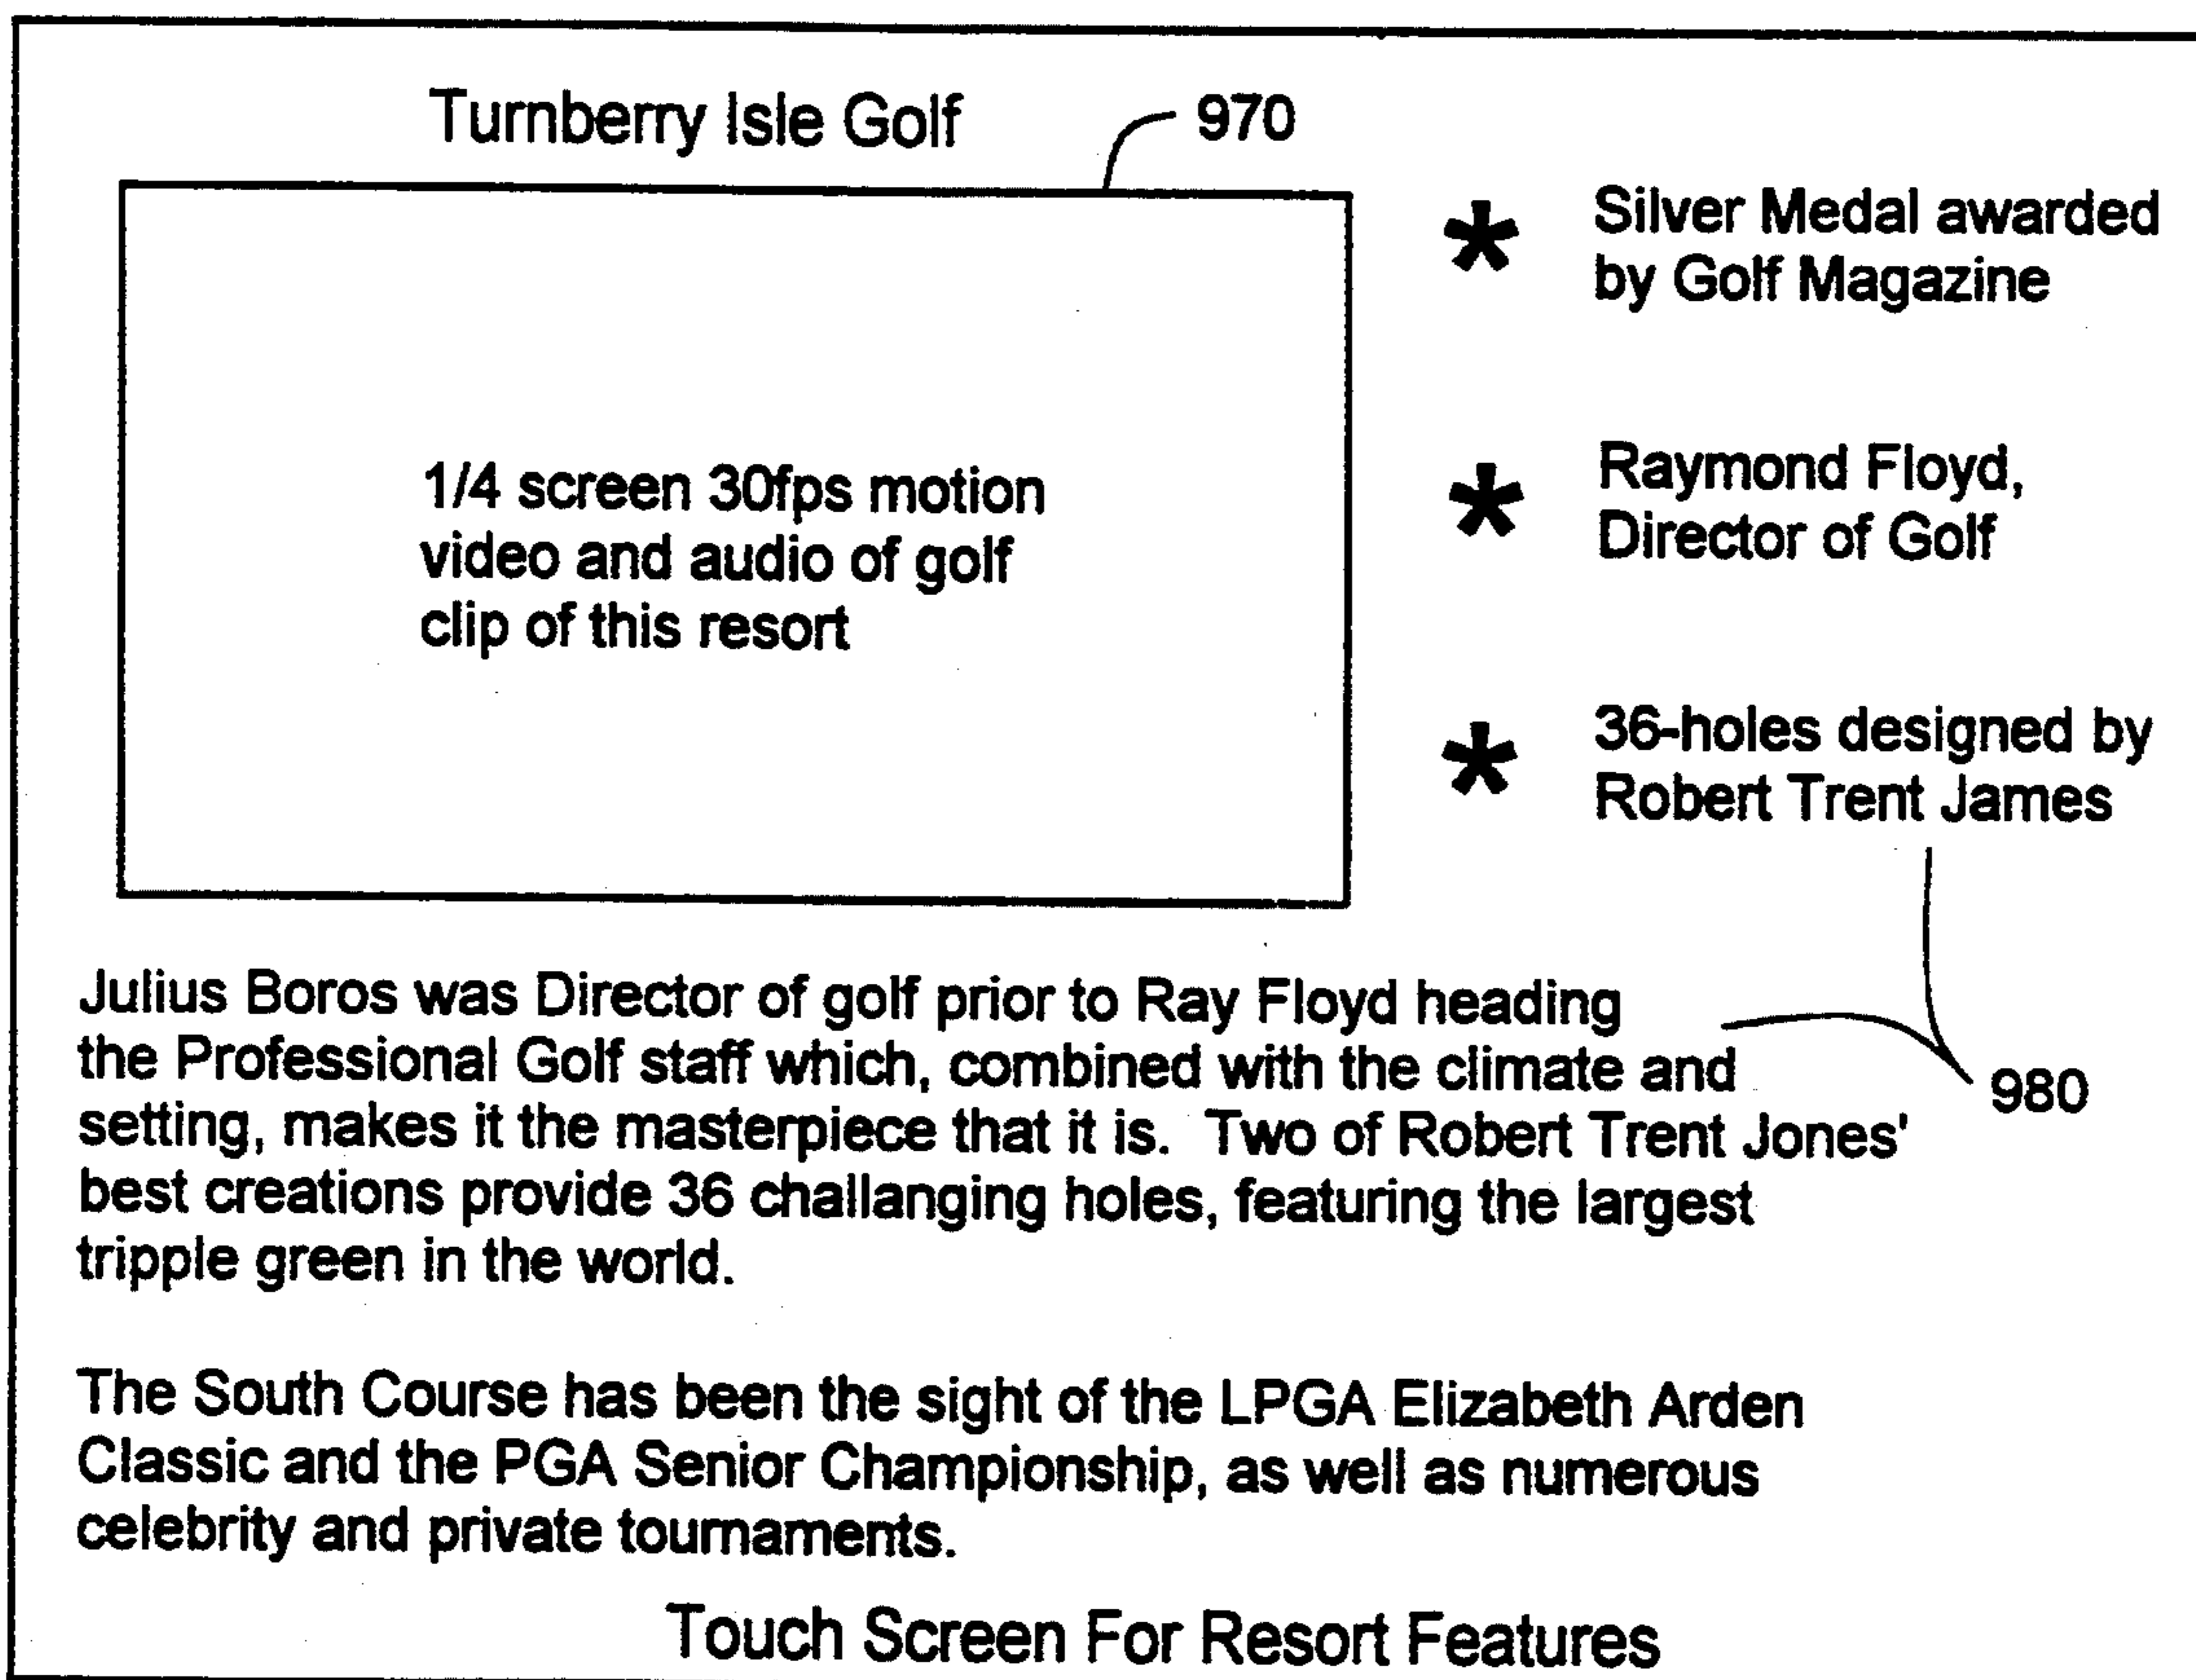 Turnberry Isle Golf
970
1/4 screen 30fps motion
video and audio of golf
clip of this resort
* Silver Medal awarded
by Golf Magazine
* Raymond Floyd,
Director of Golf
* 36-holes designed by
Robert Trent James
Julius Boros was Director of golf prior to Ray Floyd heading
the Professional Golf staff which, combined with the climate and
setting, makes it the masterpiece that it is. Two of Robert Trent Jones'
best creations provide 36 challanging holes, featuring the largest
tripple green in the world.
980
The South Course has been the sight of the LPGA Elizabeth Arden
Classic and the PGA Senior Championship, as well as numerous
celebrity and private tournaments.
Touch Screen For Resort Features